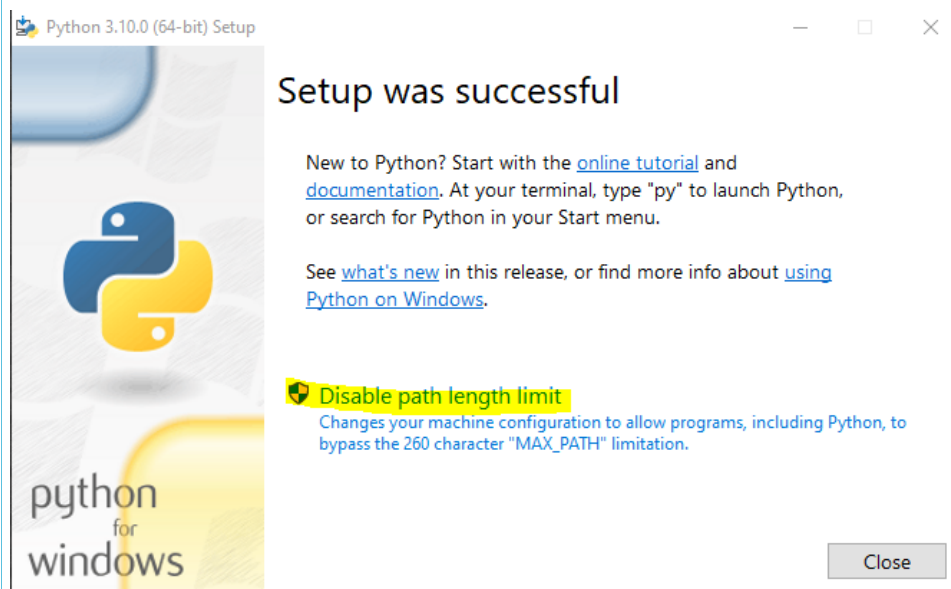 Python 3.10.0 (64-bit) Setup
Setup was successful
New to Python? Start with the online tutorial and
documentation. At your terminal, type "py" to launch Python,
or search for Python in your Start menu.
See what's new in this release, or find more info about using
Python on Windows.
Disable path length limit
Changes your machine configuration to allow programs, including Python, to
bypass the 260 character "MAX_PATH" limitation.
python
for
windows
Close